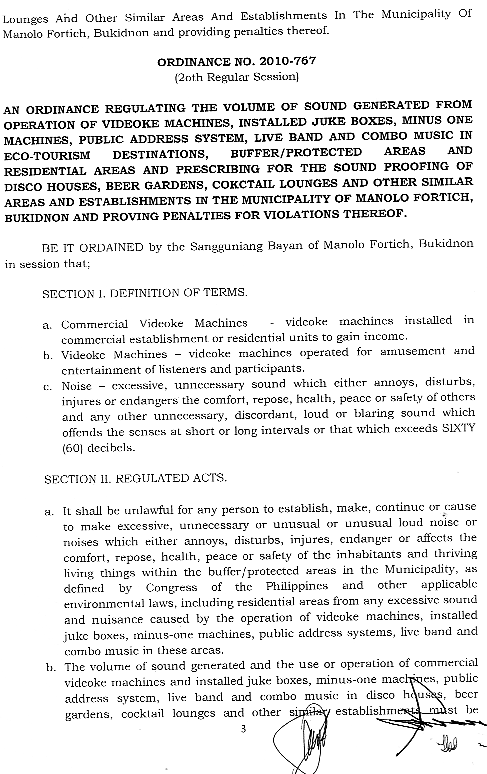 Lounges And Other Similar Areas And Establishments In The Municipality Of
Manolo Fortich, Bukidnon and providing penalties thereof.
ORDINANCE NO. 2010-767
(2oth Regular Session)
AN ORDINANCE REGULATING THE VOLUME OF SOUND GENERATED FROM
OPERATION OF VIDEOKE MACHINES, INSTALLED JUKE BOXES, MINUS ONE
MACHINES, PUBLIC ADDRESS SYSTEM, LIVE BAND AND COMBO MUSIC IN
ECO-TOURISM DESTINATIONS, BUFFER/PROTECTED AREAS AND
RESIDENTIAL AREAS AND PRESCRIBING FOR THE SOUND PROOFING OF
DISCO HOUSES, BEER GARDENS, COKCTAIL LOUNGES AND OTHER SIMILAR
AREAS AND ESTABLISHMENTS IN THE MUNICIPALITY OF MANOLO FORTICH,
BUKIDNON AND PROVING PENALTIES FOR VIOLATIONS THEREOF.
BE IT ORDAINED by the Sangguniang Bayan of Manolo Fortich, Bukidnon
in session that;
SECTION I. DEFINITION OF TERMS.
a. Commercial Videoke Machines - videoke machines installed in
commercial establishment or residential units to gain income.
b. Videoke Machines – videoke machines operated for amusement and
entertainment of listeners and participants.
c. Noise – excessive, unnecessary sound which either annoys, disturbs,
injures or endangers the comfort, repose, health, peace or safety of others
and any other unnecessary, discordant, loud or blaring sound which
offends the senses at short or long intervals or that which exceeds SIXTY
(60) decibels.
SECTION II. REGULATED ACTS.
a. It shall be unlawful for any person to establish, make, continue or cause
to make excessive, unnecessary or unusual or unusual loud noise or
noises which either annoys, disturbs, injures, endanger or affects the
comfort, repose, health, peace or safety of the inhabitants and thriving
living things within the buffer/protected areas in the Municipality, as
defined by Congress of the Philippines and other applicable
environmental laws, including residential areas from any excessive sound
and nuisance caused by the operation of videoke machines, installed
juke boxes, minus-one machines, public address systems, live band and
combo music in these areas.
b. The volume of sound generated and the use or operation of commercial
videoke machines and installed juke boxes, minus-one machines, public
address system, live band and combo music in disco houses, beer
gardens, cocktail lounges and other similar establishments must be
3